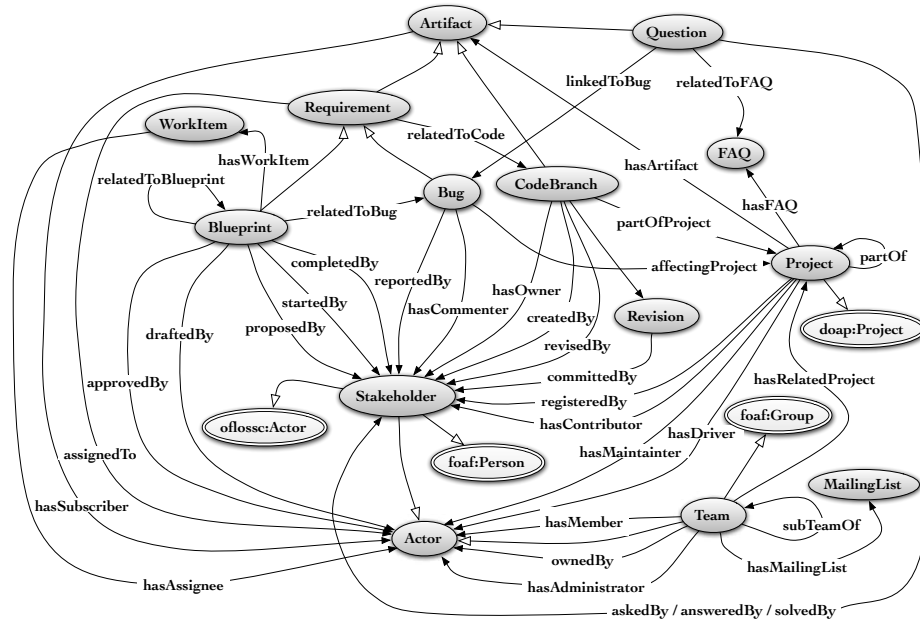 Artifact
Question
linkedToBug
relatedToFAQ
Requirement
WorkItem
relatedToCode
hasWorkItem
FAQ
hasArtifact
relatedToBlueprint
Bug
CodeBranch
hasFAQ
relatedToBug
partOfProject
Blueprint
completedBy
reportedBy
affectingProject
Project
partOf
hasOwner
startedBy
hasCommenter
createdBy
Revision
draftedBy
proposedBy
revisedBy
doap:Project
approvedBy
committedBy
hasRelatedProject
Stakeholder
registeredBy
oflossc:Actor
hasContributor
foaf:Group
hasDriver
assignedTo
foaf:Person
hasMaintainter
MailingList
hasSubscriber
hasMember
Team
subTeamOf
Actor
ownedBy
hasMailingList
hasAssignee
hasAdministrator
askedBy / answeredBy / solvedBy